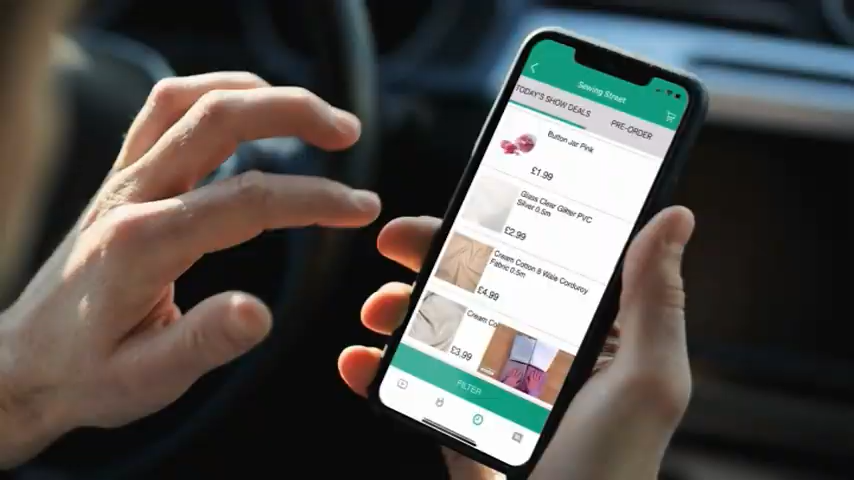 Sewing Street
TODAY'S SHOW DEALS
PRE-ORDER
Button Jar Pink
£1.99
Glass Clear Glitter PVC
Silver 0.5m
£2.99
Cream Cotton 8 Wale Corduroy
Fabric 0.5m
£4.99
Cream Co
£3.99
FILTER